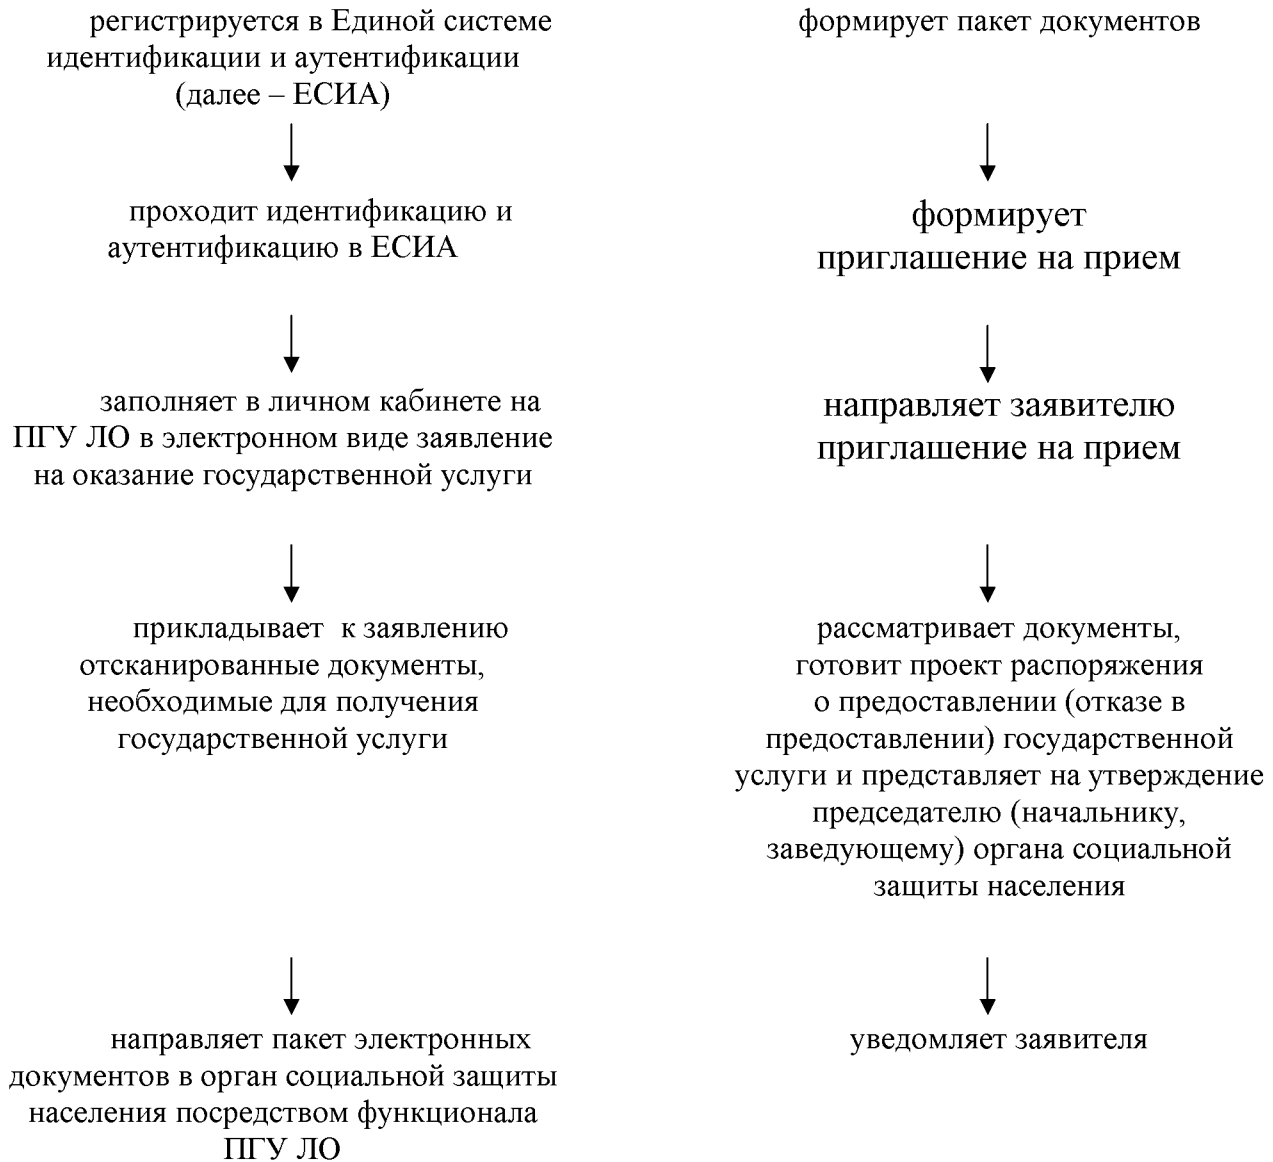 регистрируется в Единой системе
идентификации и аутентификации
(далее – ЕСИА)
проходит идентификацию и
аутентификацию в ЕСИА
заполняет в личном кабинете на
ПГУ ЛО в электронном виде заявление
на оказание государственной услуги
прикладывает к заявлению
отсканированные документы,
необходимые для получения
государственной услуги
направляет пакет электронных
документов в орган социальной защиты
населения посредством функционала
ПГУ ЛО
формирует пакет документов
формирует
приглашение на прием
направляет заявителю
приглашение на прием
рассматривает документы,
готовит проект распоряжения
о предоставлении (отказе в
предоставлении) государственной
услуги и представляет на утверждение
председателю (начальнику,
заведующему) органа социальной
защиты населения
уведомляет заявителя